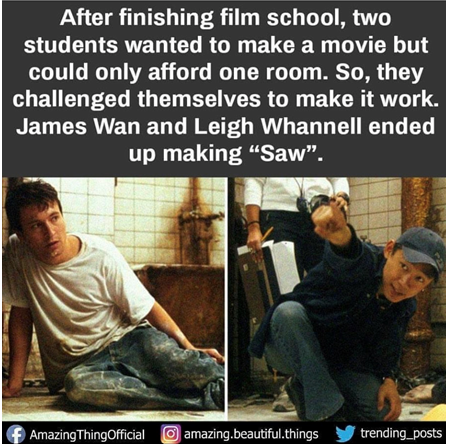 After finishing film school, two
students wanted to make a movie but
could only afford one room. So, they
challenged themselves to make it work.
James Wan and Leigh Whannell ended
up making “Saw”.
AmazingThingOfficial amazing.beautiful.things trending_posts